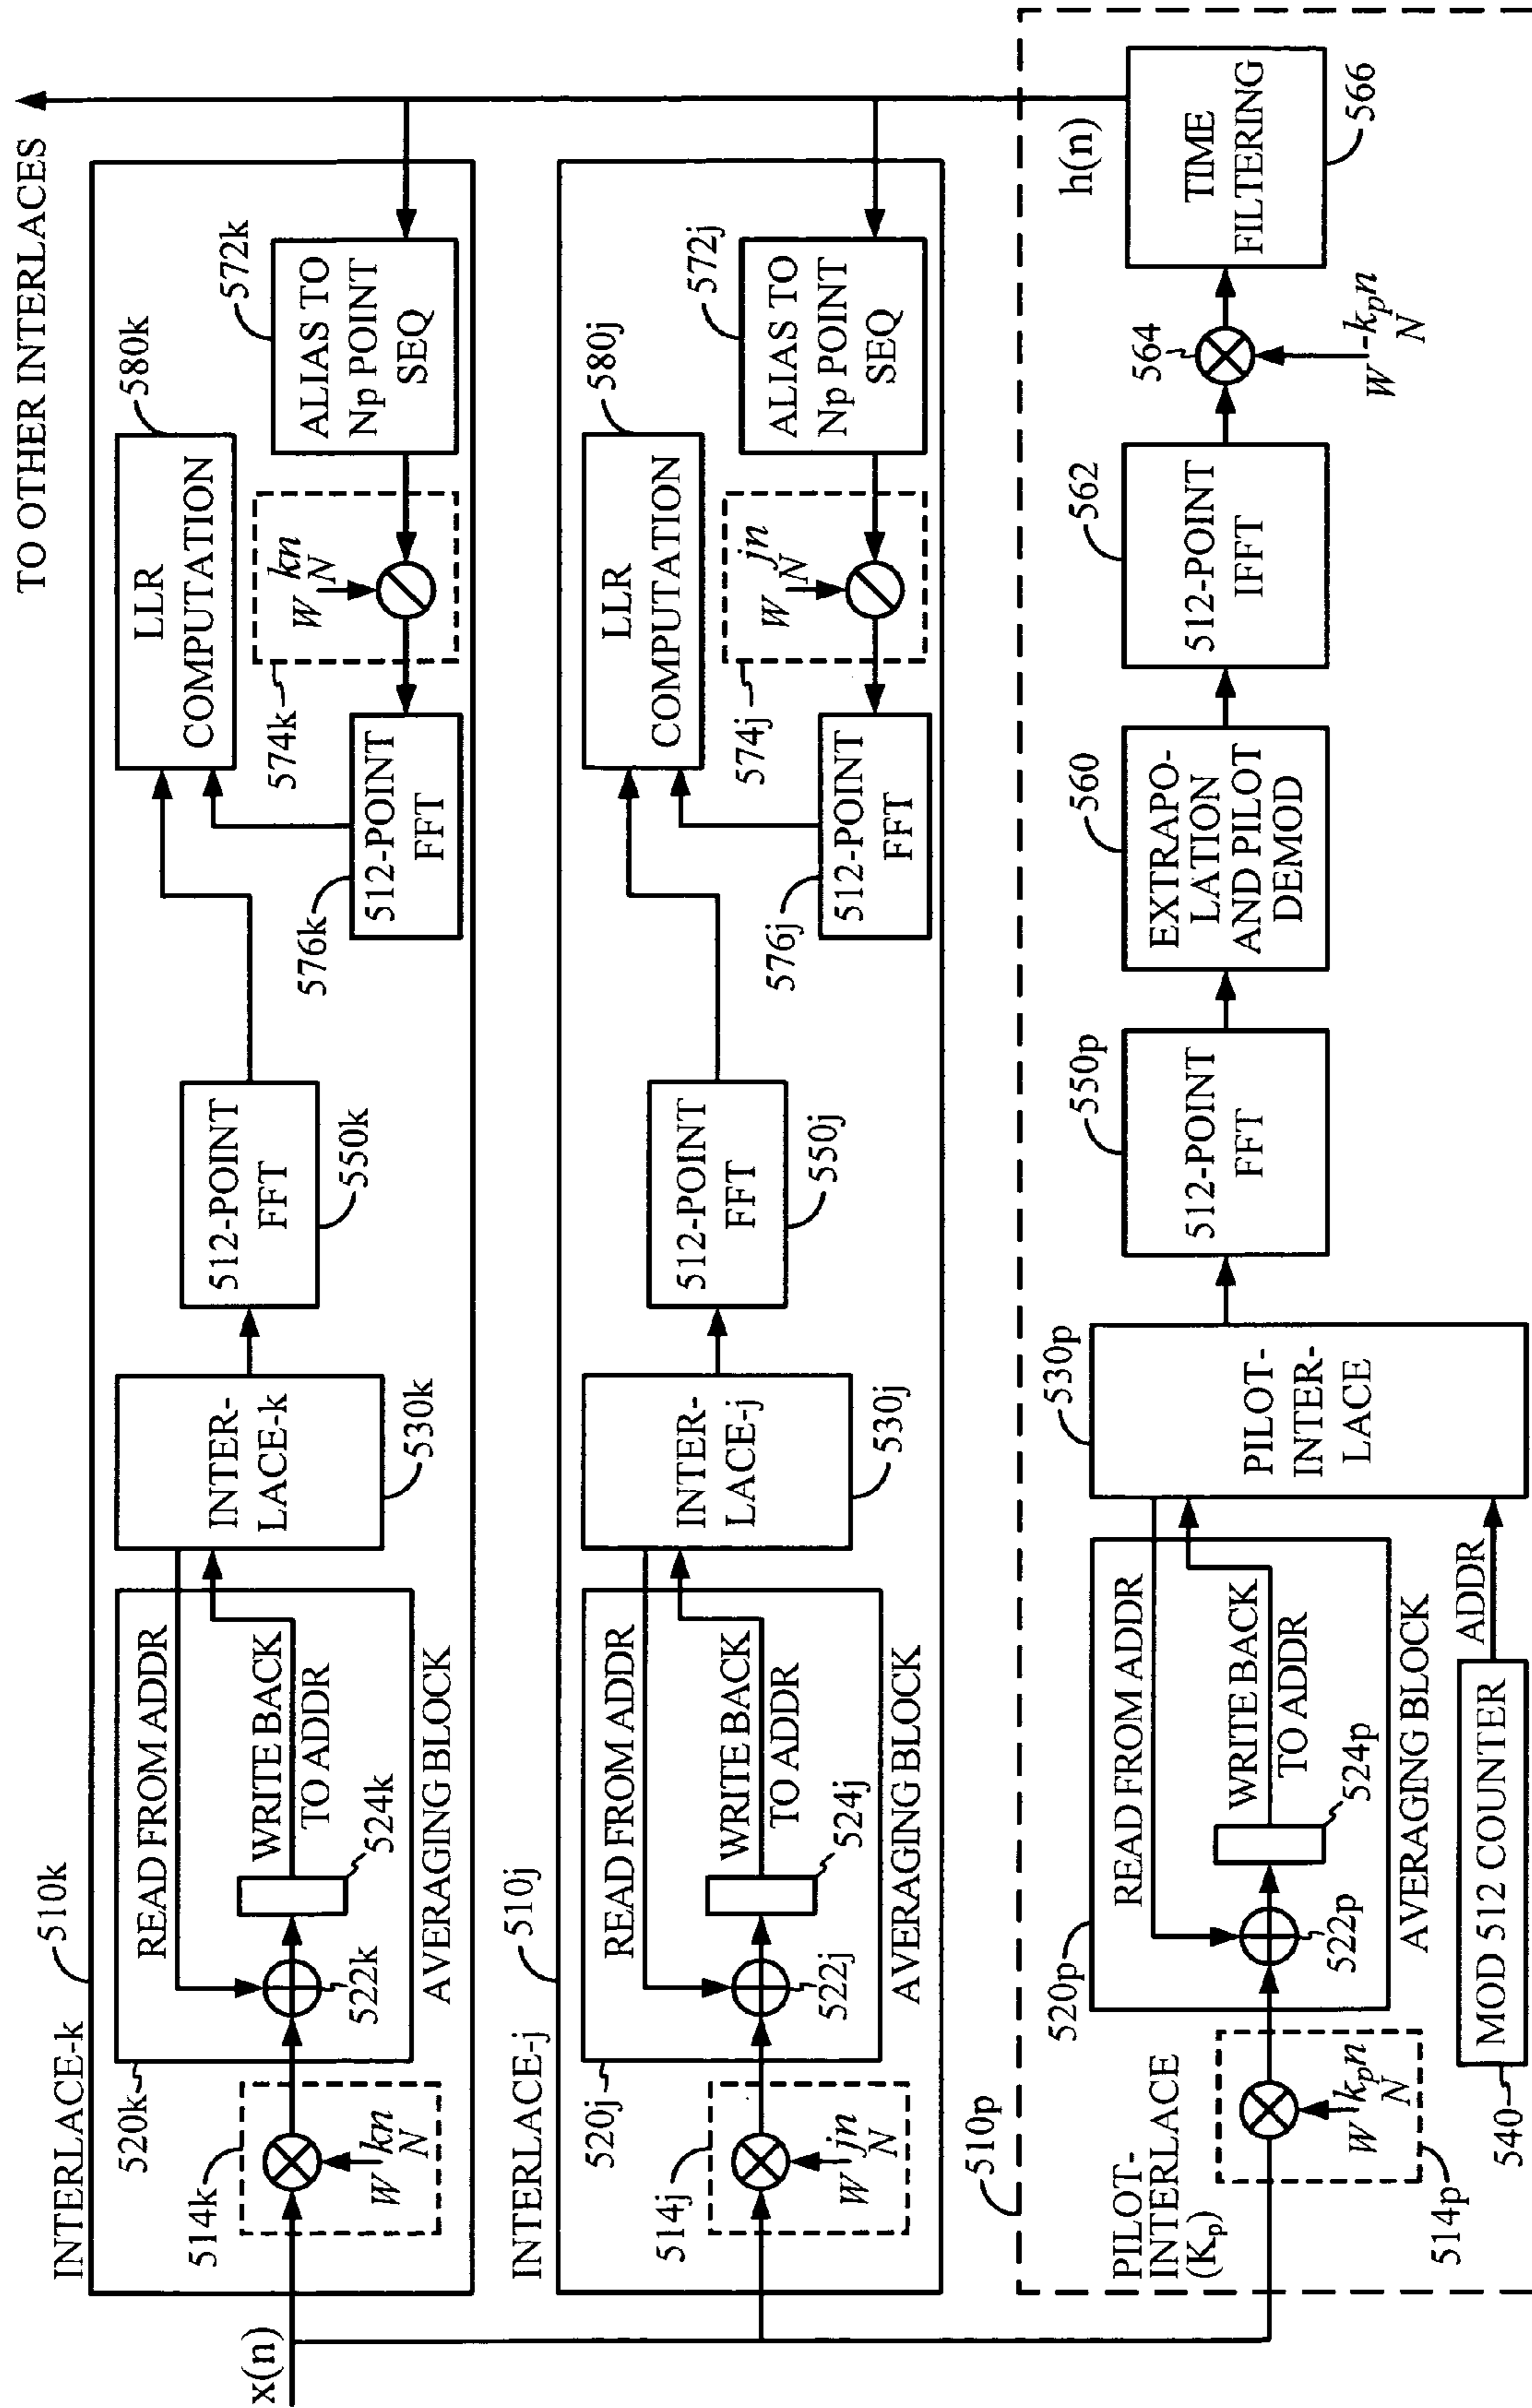 TO OTHER INTERLACES
INTERLACE-k
510k
x(n)
514k
W kn N
520k
READ FROM ADDR
WRITE BACK
TO ADDR
522k
524k
AVERAGING BLOCK
INTER-
LACE-k
530k
512-POINT
FFT
550k
LLR
COMPUTATION
580k
512-POINT
FFT
576k
574k
W kn N
ALIAS TO
Np POINT
SEQ
572k
INTERLACE-j
510j
514j
W jn N
520j
READ FROM ADDR
WRITE BACK
TO ADDR
522j
524j
AVERAGING BLOCK
INTER-
LACE-j
530j
512-POINT
FFT
550j
LLR
COMPUTATION
580j
512-POINT
FFT
576j
574j
W jn N
ALIAS TO
Np POINT
SEQ
572j
PILOT-
INTERLACE
(Kp)
510p
514p
W kpn N
520p
READ FROM ADDR
WRITE BACK
TO ADDR
522p
524p
AVERAGING BLOCK
MOD 512 COUNTER
540
ADDR
PILOT-
INTER-
LACE
530p
512-POINT
FFT
550p
EXTRAPO-
LATION
AND PILOT
DEMOD
560
512-POINT
IFFT
562
564
W -kpn N
TIME
FILTERING
566
h(n)